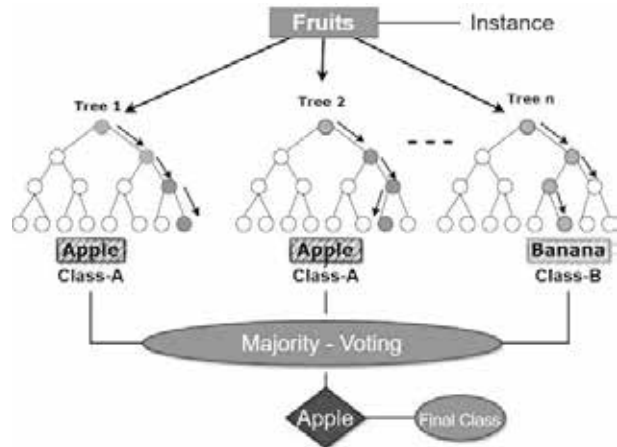 Fruits
Instance
Tree 1
Tree 2
Tree n
Apple
Class-A
Apple
Class-A
Banana
Class-B
Majority - Voting
Apple
Final Class